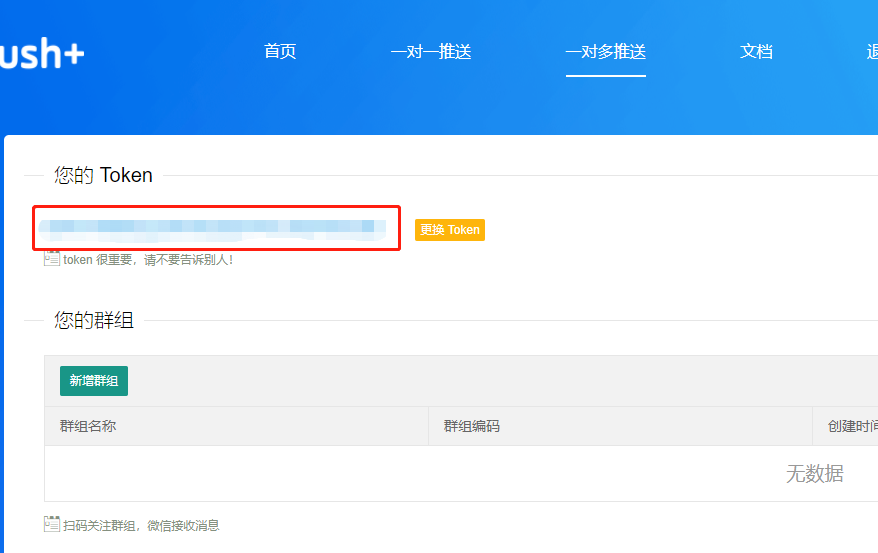 ush+
首页 一对一推送 一对多推送 文档
您的 Token
更换 Token
token 很重要，请不要告诉别人！
您的群组
新增群组
群组名称 群组编码 创建时间
无数据
扫码关注群组，微信接收消息